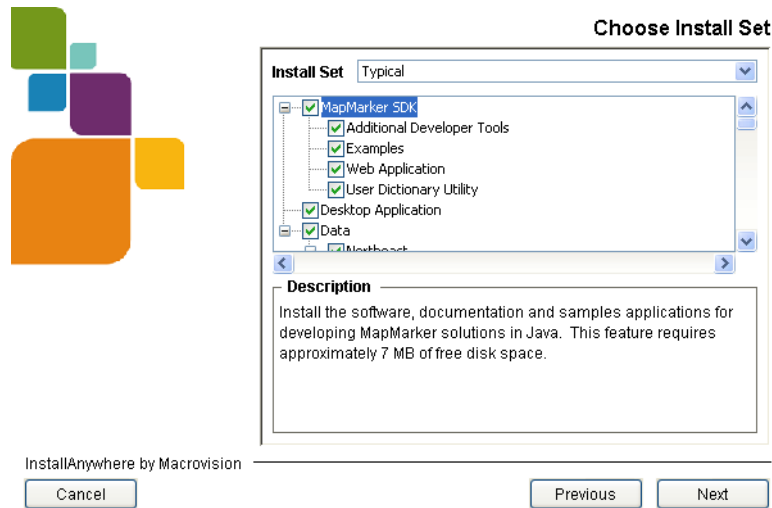 Choose Install Set
Install Set Typical
MapMarker SDK
Additional Developer Tools
Examples
Web Application
User Dictionary Utility
Desktop Application
Data
Northeast
Description
Install the software, documentation and samples applications for
developing MapMarker solutions in Java. This feature requires
approximately 7 MB of free disk space.
InstallAnywhere by Macrovision
Cancel Previous Next